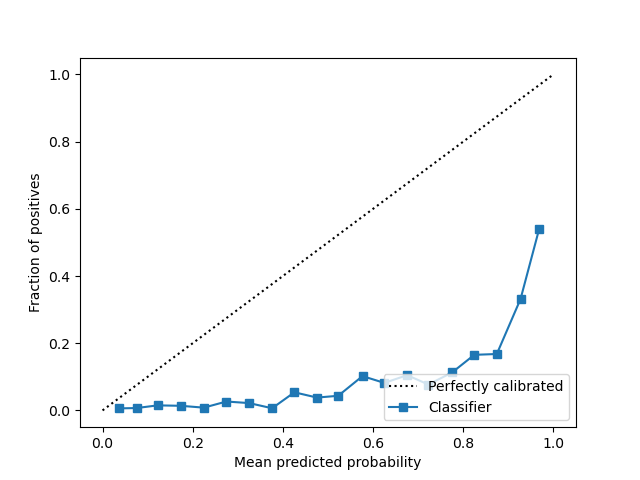 1.0
0.8
0.6
0.4
0.2
0.0
Fraction of positives
Perfectly calibrated
Classifier
0.0 0.2 0.4 0.6 0.8 1.0
Mean predicted probability